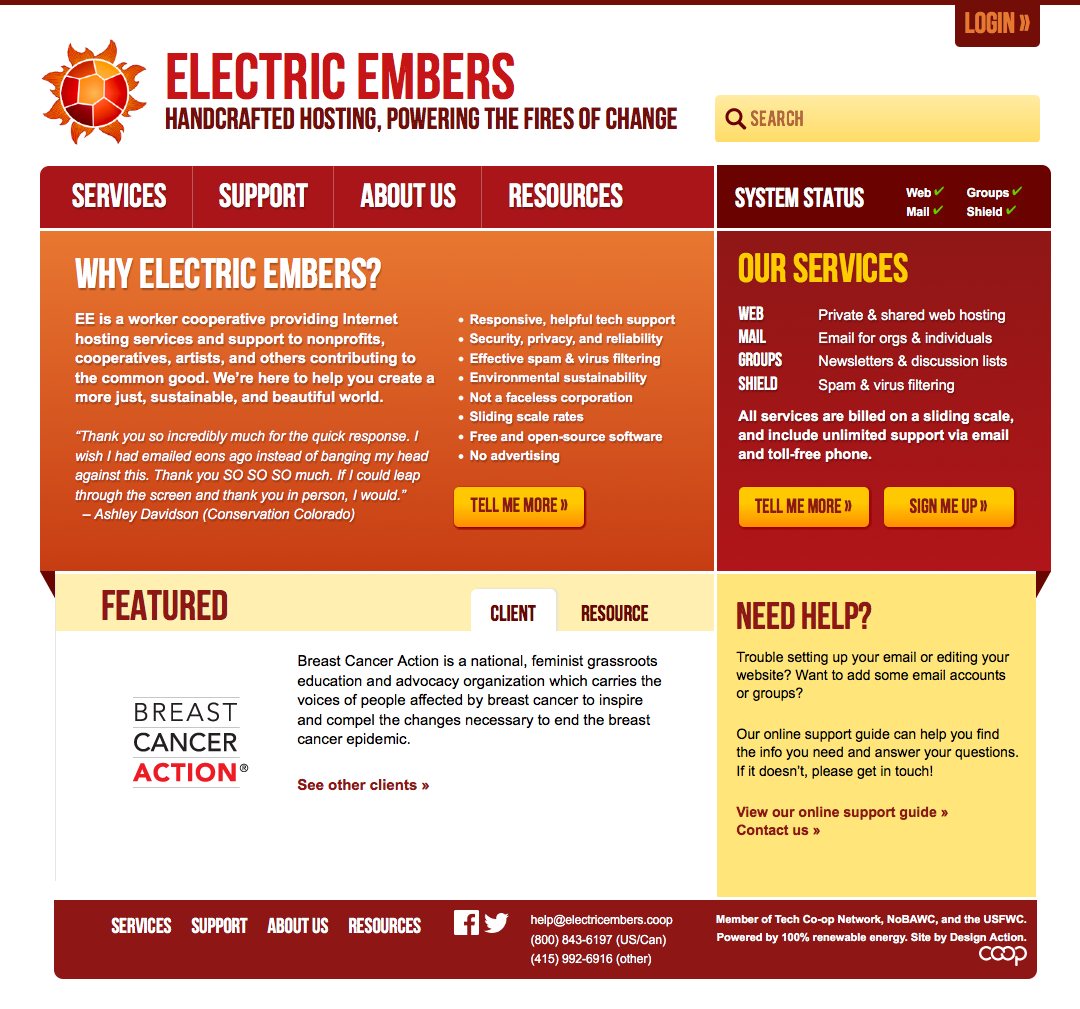 LOGIN »
ELECTRIC EMBERS
HANDCRAFTED HOSTING, POWERING THE FIRES OF CHANGE
SEARCH
SERVICES
SUPPORT
ABOUT US
RESOURCES
SYSTEM STATUS
Web ✔ Groups ✔
Mail ✔ Shield ✔
WHY ELECTRIC EMBERS?
EE is a worker cooperative providing Internet
hosting services and support to nonprofits,
cooperatives, artists, and others contributing to
the common good. We’re here to help you create a
more just, sustainable, and beautiful world.
“Thank you so incredibly much for the quick response. I
wish I had emailed eons ago instead of banging my head
against this. Thank you SO SO SO much. If I could leap
through the screen and thank you in person, I would.”
– Ashley Davidson (Conservation Colorado)
• Responsive, helpful tech support
• Security, privacy, and reliability
• Effective spam & virus filtering
• Environmental sustainability
• Not a faceless corporation
• Sliding scale rates
• Free and open-source software
• No advertising
TELL ME MORE »
OUR SERVICES
WEB Private & shared web hosting
MAIL Email for orgs & individuals
GROUPS Newsletters & discussion lists
SHIELD Spam & virus filtering
All services are billed on a sliding scale,
and include unlimited support via email
and toll-free phone.
TELL ME MORE »
SIGN ME UP »
FEATURED
CLIENT
RESOURCE
BREAST
CANCER
ACTION®
Breast Cancer Action is a national, feminist grassroots
education and advocacy organization which carries the
voices of people affected by breast cancer to inspire
and compel the changes necessary to end the breast
cancer epidemic.
See other clients »
NEED HELP?
Trouble setting up your email or editing your
website? Want to add some email accounts
or groups?
Our online support guide can help you find
the info you need and answer your questions.
If it doesn’t, please get in touch!
View our online support guide »
Contact us »
SERVICES
SUPPORT
ABOUT US
RESOURCES
help@electricembers.coop
(800) 843-6197 (US/Can)
(415) 992-6916 (other)
Member of Tech Co-op Network, NoBAWC, and the USFWC.
Powered by 100% renewable energy. Site by Design Action.
coop